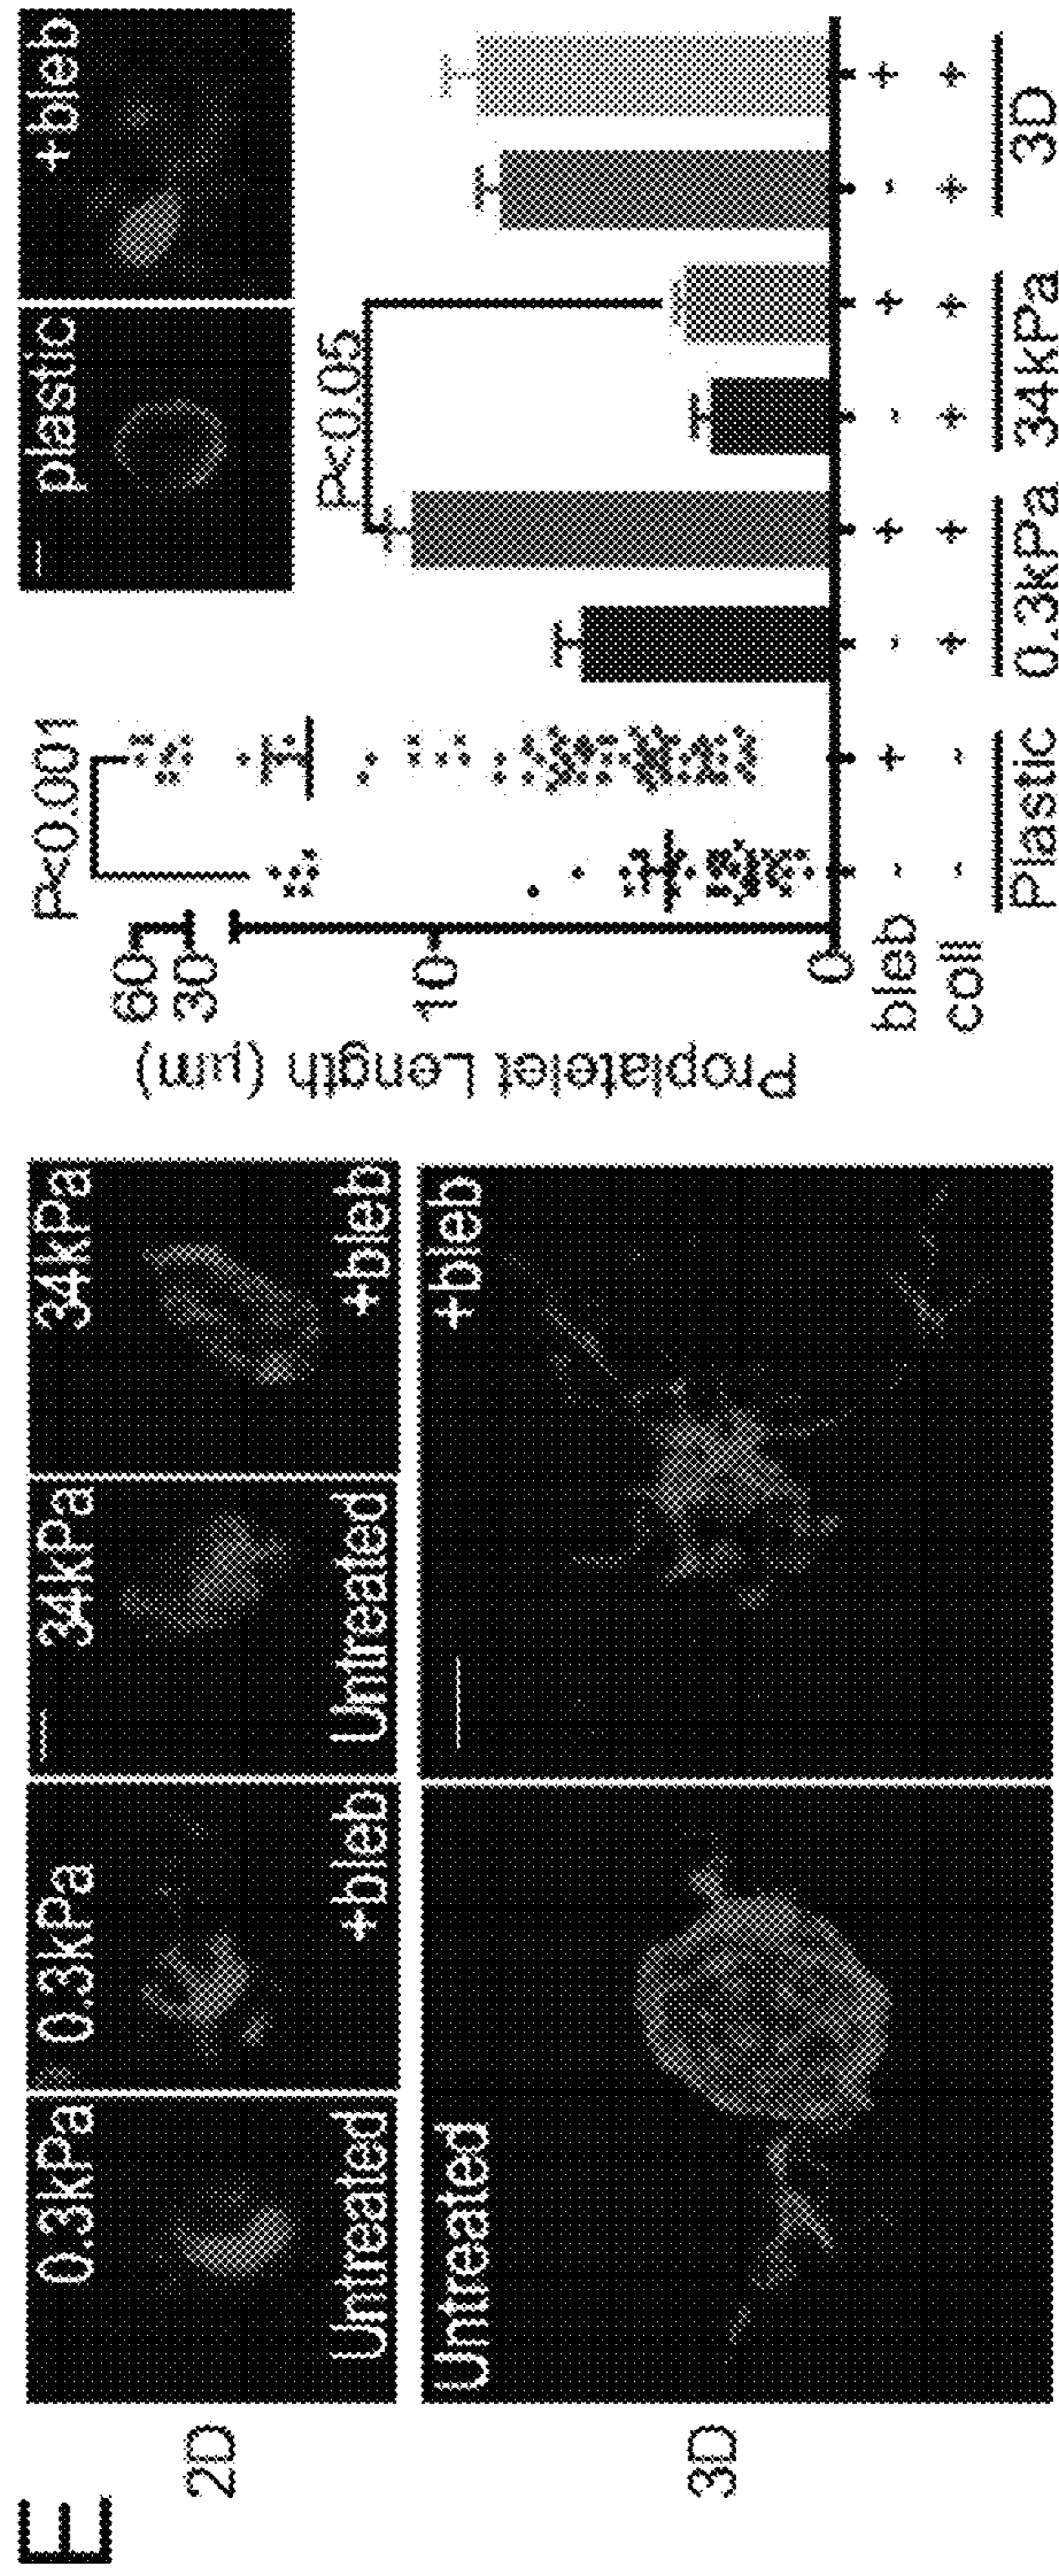 E
2D
0.3kPa
Untreated
0.3kPa
+bleb
34kPa
Untreated
34kPa
+bleb
3D
Untreated
+bleb
plastic
+bleb
Proplatelet Length (μm)
60
30
10
0
P<0.001
P<0.05
bleb - + - + - + - +
coll - - + + + + + +
Plastic 0.3kPa 34kPa 3D